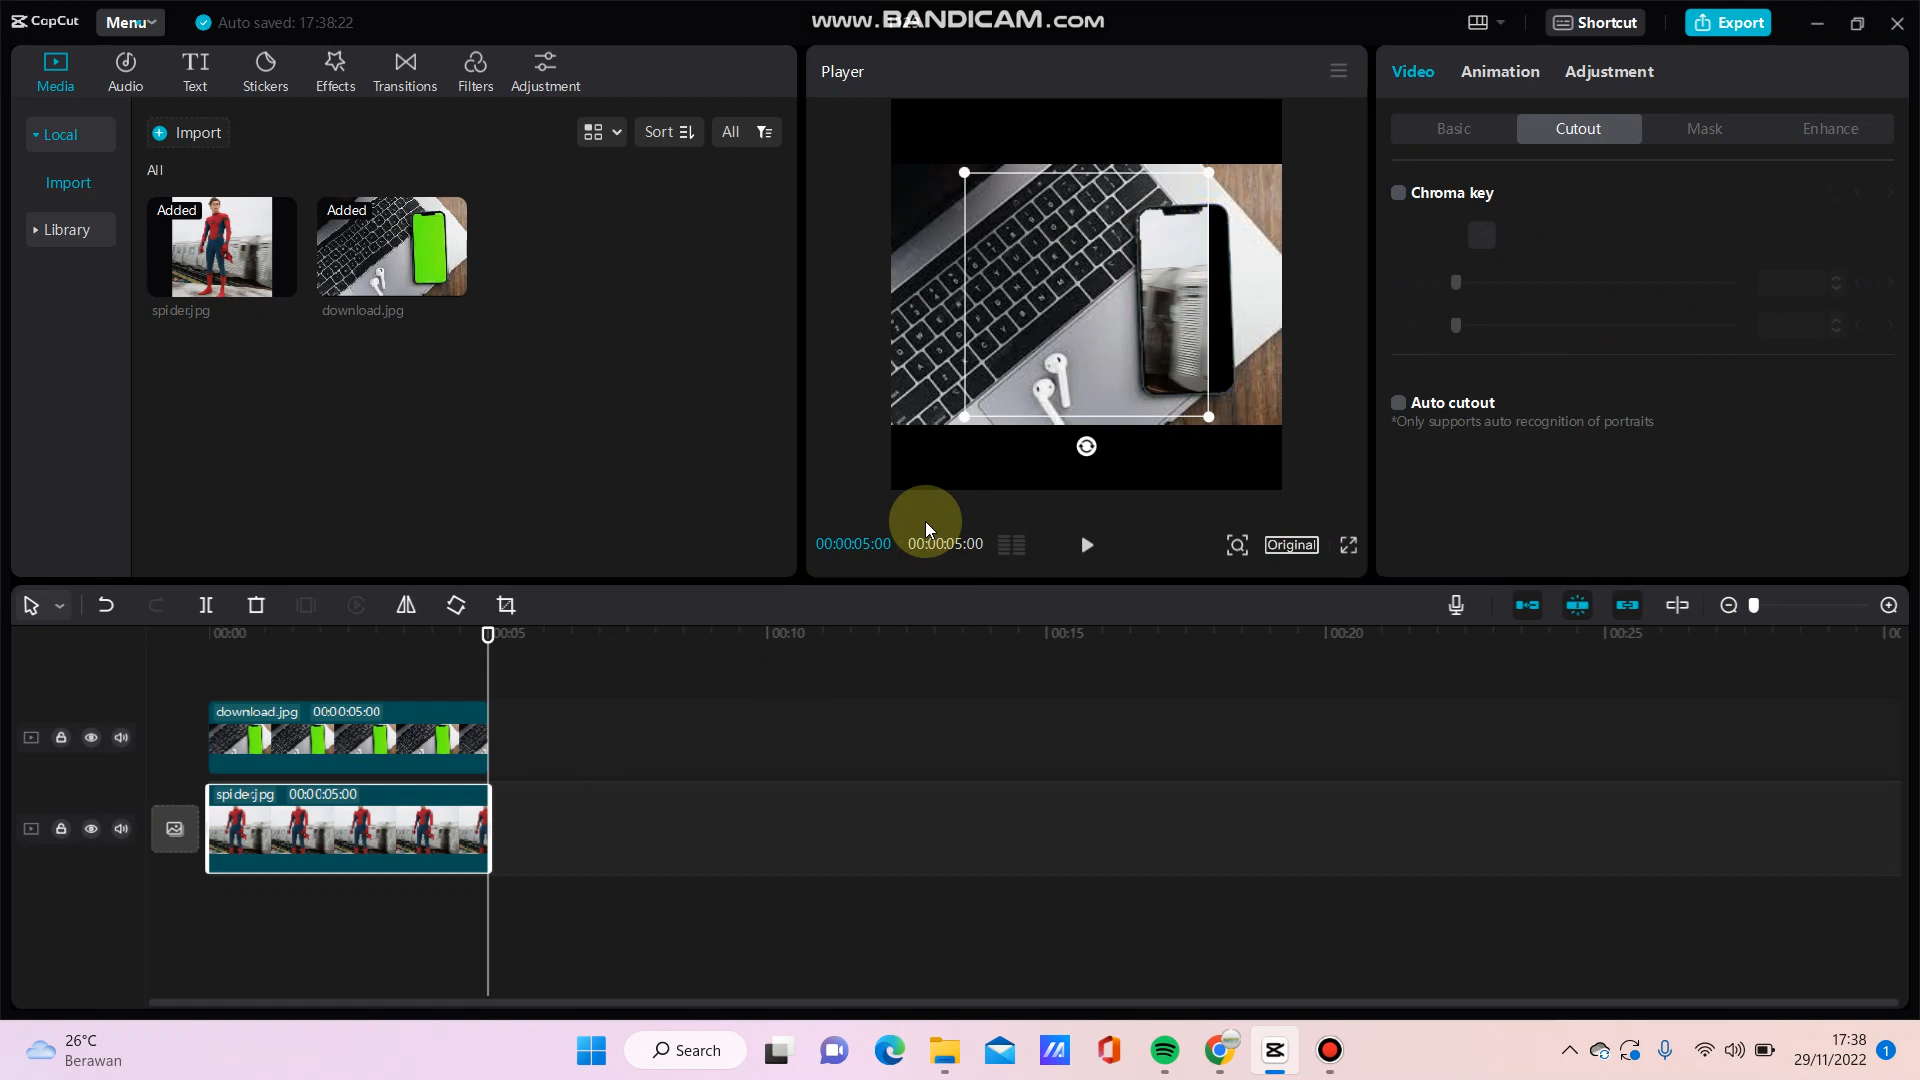 CapCut Menu Auto saved: 17:38:22 www.BANDICAM.com Shortcut Export
Media Audio Text Stickers Effects Transitions Filters Adjustment
Player
Video Animation Adjustment
Local Import Sort All
Basic Cutout Mask Enhance
All
Import
Chroma key
Added Added
Library
spider.jpg download.jpg
Auto cutout
*Only supports auto recognition of portraits
00:00:05:00 00:00:05:00 Original
00:00 00:05 00:10 00:15 00:20 00:25
download.jpg 00:00:05:00
spider.jpg 00:00:05:00
26°C
Berawan
Search
17:38
29/11/2022
1